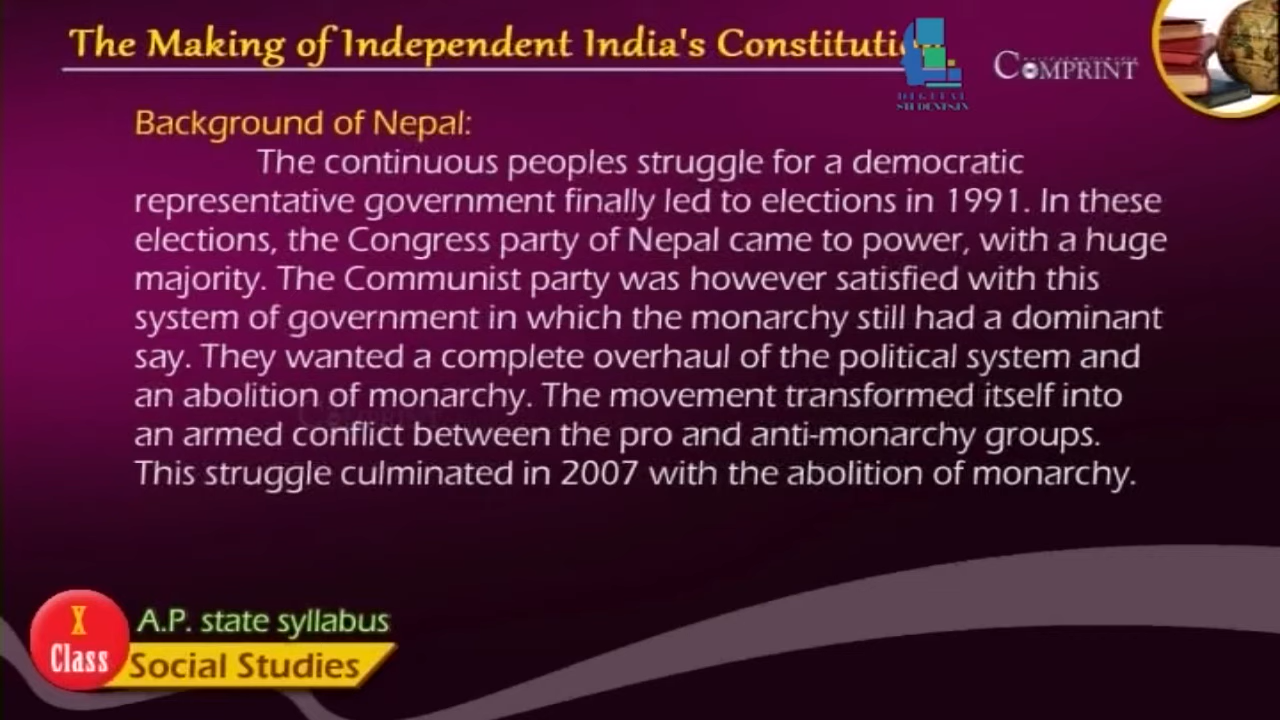 The Making of Independent India's Constituti
COMPRINT
DIGITAL
STUDENTS.IN
Background of Nepal:
The continuous peoples struggle for a democratic
representative government finally led to elections in 1991. In these
elections, the Congress party of Nepal came to power, with a huge
majority. The Communist party was however satisfied with this
system of government in which the monarchy still had a dominant
say. They wanted a complete overhaul of the political system and
an abolition of monarchy. The movement transformed itself into
an armed conflict between the pro and anti-monarchy groups.
This struggle culminated in 2007 with the abolition of monarchy.
X
Class
A.P. state syllabus
Social Studies